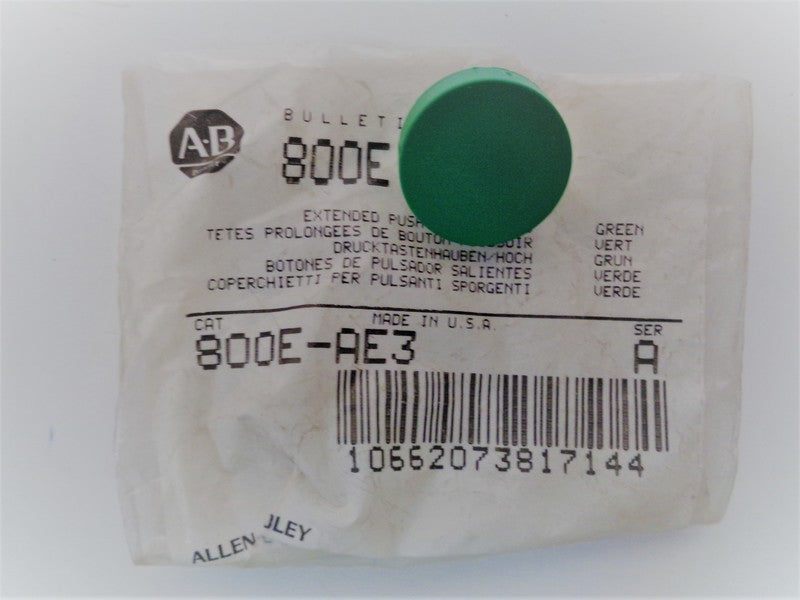 A-B
BULLETI
800E
EXTENDED PUSH
GREEN
TETES PROLONGEES DE BOUTON
VERT
DRUCKTASTENHAUBEN/HOCH
GRUN
BOTONES DE PULSADOR SALIENTES
VERDE
COPERCHIETTI PER PULSANTI SPORGENTI
VERDE
CAT
MADE IN U.S.A.
SER
800E-AE3
A
10662073817144
ALLEN
LEY